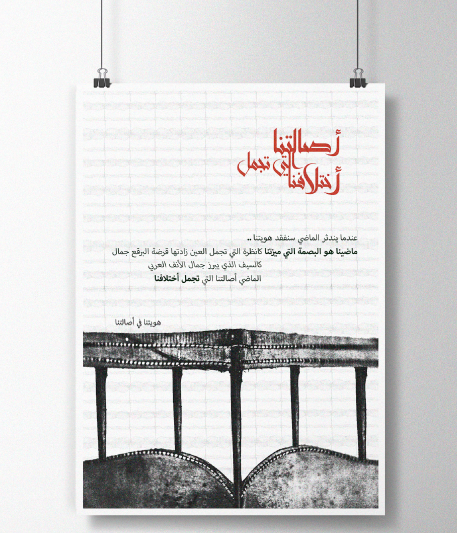 أصالتنا
التي تجمل
أختلافنا
عندما يندثر الماضي سنفقد هويتنا ..
ماضينا هو البصمة التي ميزتنا كانظرة التي تجمل العين زادتها قرضة البرقع جمال
كالسيف الذي يبرز جمال الأنف العربي
الماضي أصالتنا التي تجمل أختلافنا
هويتنا في أصالتنا